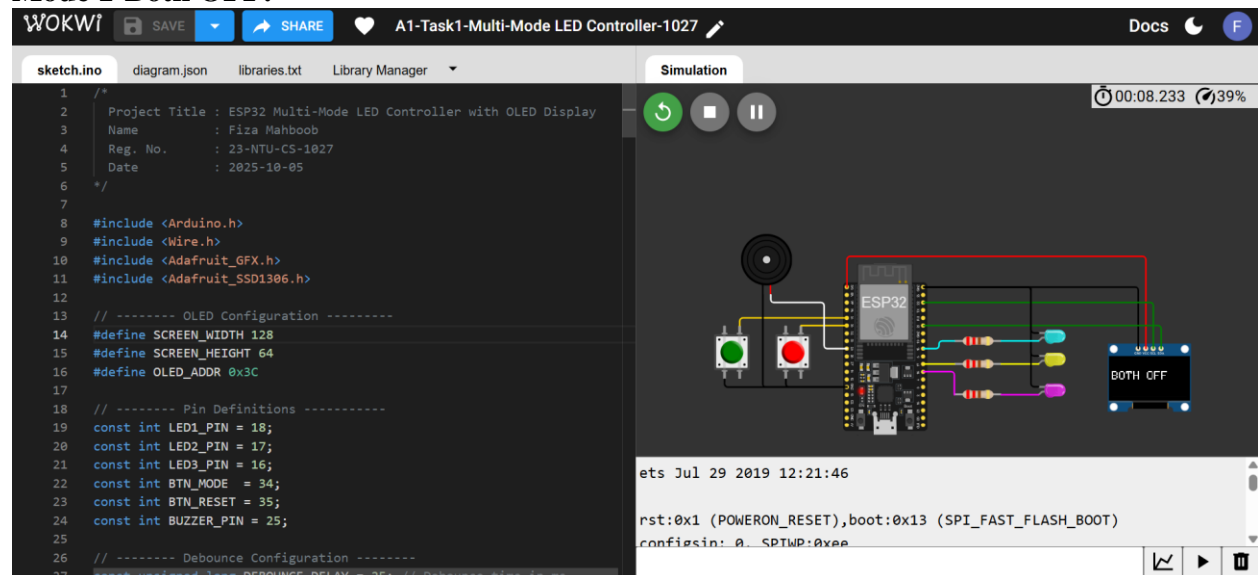 WOKWi SAVE SHARE A1-Task1-Multi-Mode LED Controller-1027 Docs F
sketch.ino diagram.json libraries.txt Library Manager
1 /*
2 Project Title : ESP32 Multi-Mode LED Controller with OLED Display
3 Name : Fiza Mahboob
4 Reg. No. : 23-NTU-CS-1027
5 Date : 2025-10-05
6 */
7
8 #include <Arduino.h>
9 #include <Wire.h>
10 #include <Adafruit_GFX.h>
11 #include <Adafruit_SSD1306.h>
12
13 // -------- OLED Configuration ---------
14 #define SCREEN_WIDTH 128
15 #define SCREEN_HEIGHT 64
16 #define OLED_ADDR 0x3C
17
18 // -------- Pin Definitions -----------
19 const int LED1_PIN = 18;
20 const int LED2_PIN = 17;
21 const int LED3_PIN = 16;
22 const int BTN_MODE  = 34;
23 const int BTN_RESET = 35;
24 const int BUZZER_PIN = 25;
25
26 // -------- Debounce Configuration --------
Simulation
00:08.233 39%
ESP32
BOTH OFF
ets Jul 29 2019 12:21:46
rst:0x1 (POWERON_RESET),boot:0x13 (SPI_FAST_FLASH_BOOT)
configsip: 0, SPIWP:0xee